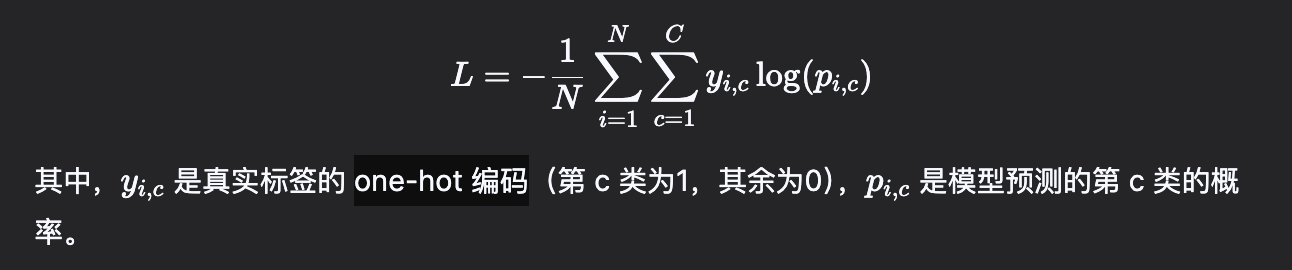 L = -\frac{1}{N} \sum_{i=1}^{N} \sum_{c=1}^{C} y_{i,c} \log(p_{i,c})
其中，y_{i,c} 是真实标签的 one-hot 编码（第 c 类为1，其余为0），p_{i,c} 是模型预测的第 c 类的概
率。